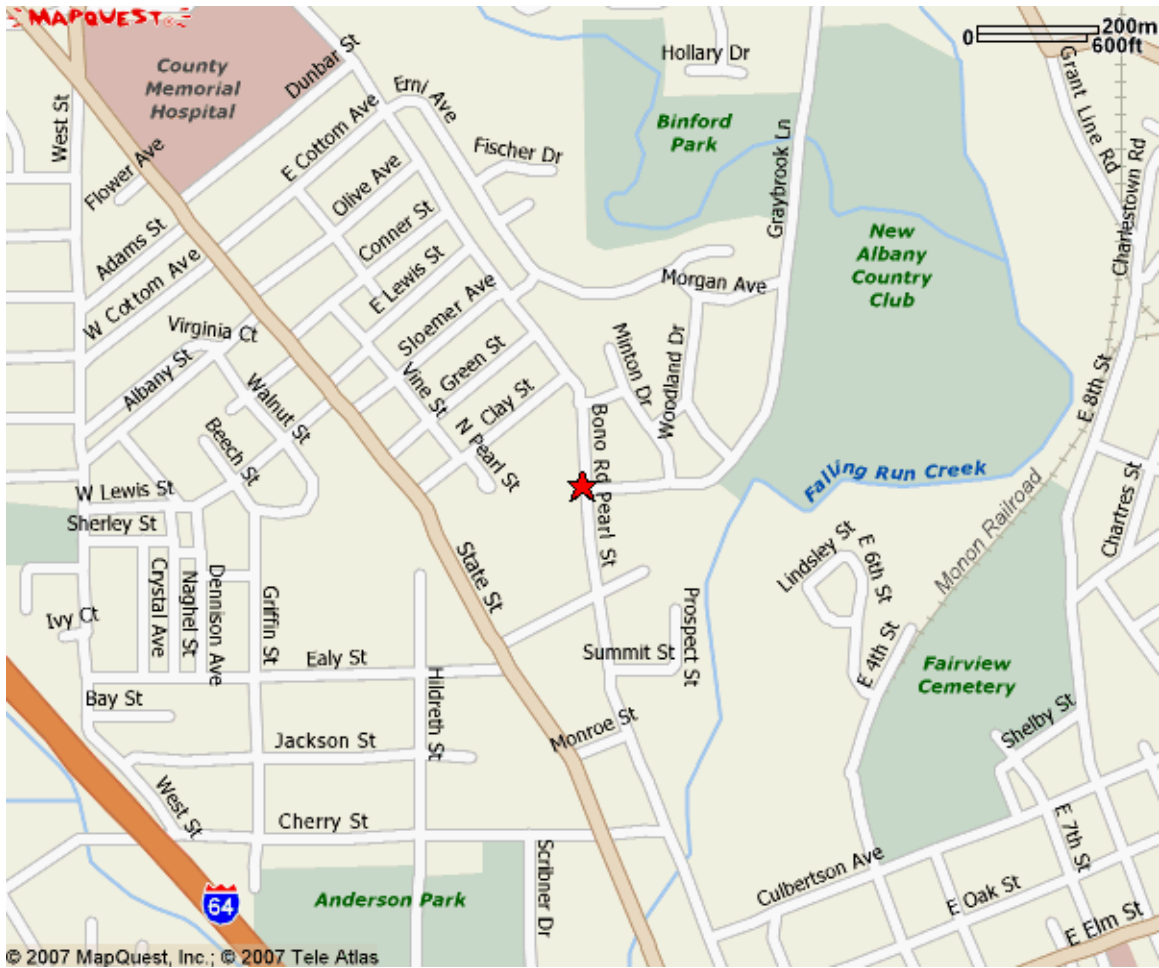 MAPQUEST
0
200m
600ft
County
Memorial
Hospital
Dunbar St
Hollary Dr
West St
Erni Ave
E Cottom Ave
Binford
Park
Grant Line Rd
Flower Ave
Fischer Dr
Olive Ave
Graybrook Ln
Charlestown Rd
Adams St
Conner St
New
Albany
Country
Club
W Cottom Ave
E Lewis St
Morgan Ave
Virginia Ct
Sloemer Ave
Albany St
Walnut St
Green St
Minton Dr
Woodland Dr
Vine St
Clay St
E 8th St
Beech St
N Pearl St
Bono Rd
W Lewis St
Falling Run Creek
Sherley St
Pearl St
Chartres St
Crystal Ave
Naghel St
Dennison Ave
State St
Lindsley St
E 6th St
Monon Railroad
Griffin St
Prospect St
Ivy Ct
Ealy St
Summit St
E 4th St
Fairview
Cemetery
Bay St
Hildreth St
Monroe St
Shelby St
Jackson St
West St
Cherry St
Scribner Dr
Culbertson Ave
E 7th St
64
Anderson Park
E Oak St
E Elm St
© 2007 MapQuest, Inc.; © 2007 Tele Atlas